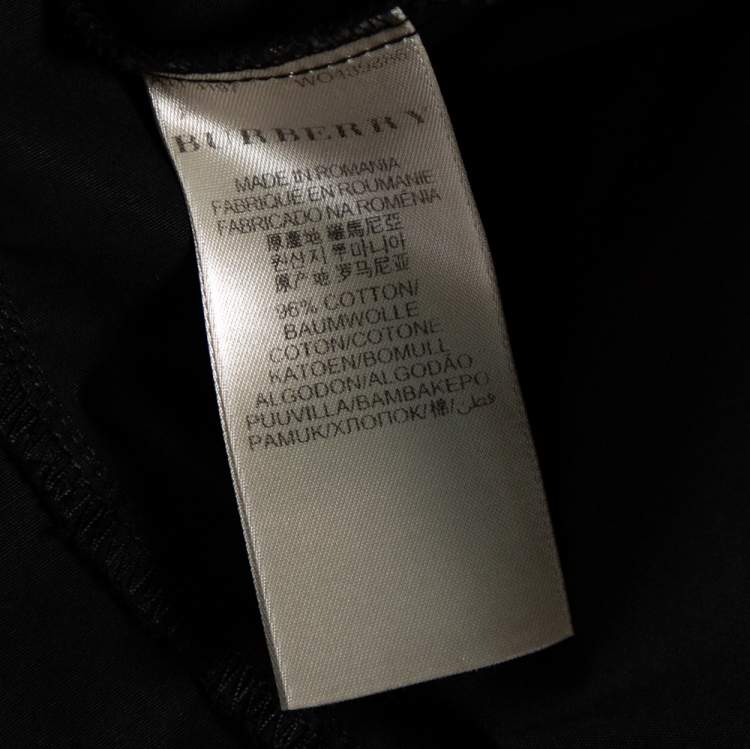 BURBERRY
MADE IN ROMANIA
FABRIQUE EN ROUMANIE
FABRICADO NA ROMÉNIA
原產地 羅馬尼亞
원산지 루마니아
原产地 罗马尼亚
96% COTTON/
BAUMWOLLE
COTON/COTONE
KATOEN/BOMULL
ALGODON/ALGODÃO
PUUVILLA/BAMBAKEPO
PAMUK/ХЛОПОК/棉/قطن